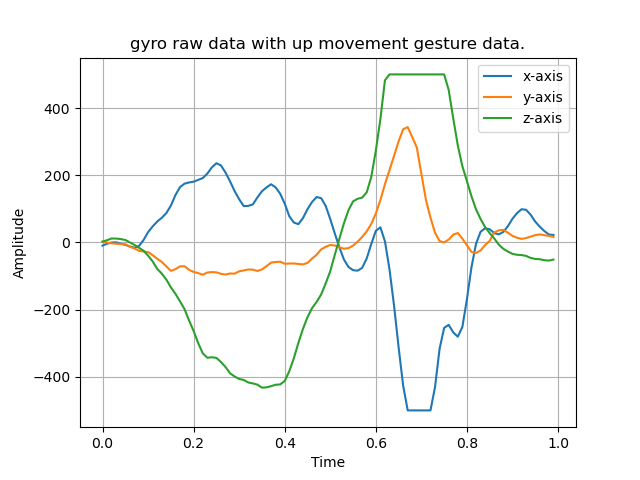 gyro raw data with up movement gesture data.
x-axis
y-axis
z-axis
Amplitude
400
200
0
−200
−400
0.0 0.2 0.4 0.6 0.8 1.0
Time